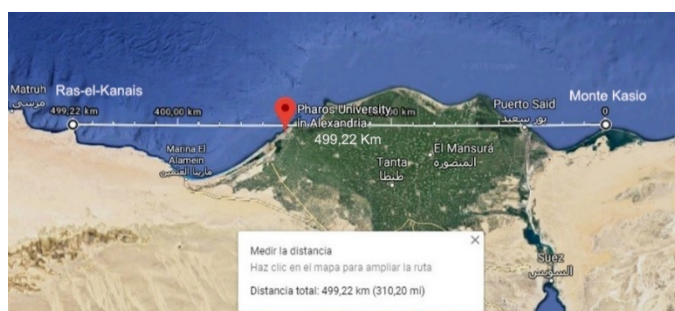 Matruh
مرسى
Ras-el-Kanais
499,22 km
400,00 km
Pharos University
in Alexandria
499,22 Km
Puerto Said
بور سعيد
Monte Kasio
0
Marina El
Alamein
مارينا العلمين
Tanta
طنطا
El Mansurá
المنصورة
Suez
السويس
Medir la distancia
Haz clic en el mapa para ampliar la ruta
Distancia total: 499,22 km (310,20 mi)